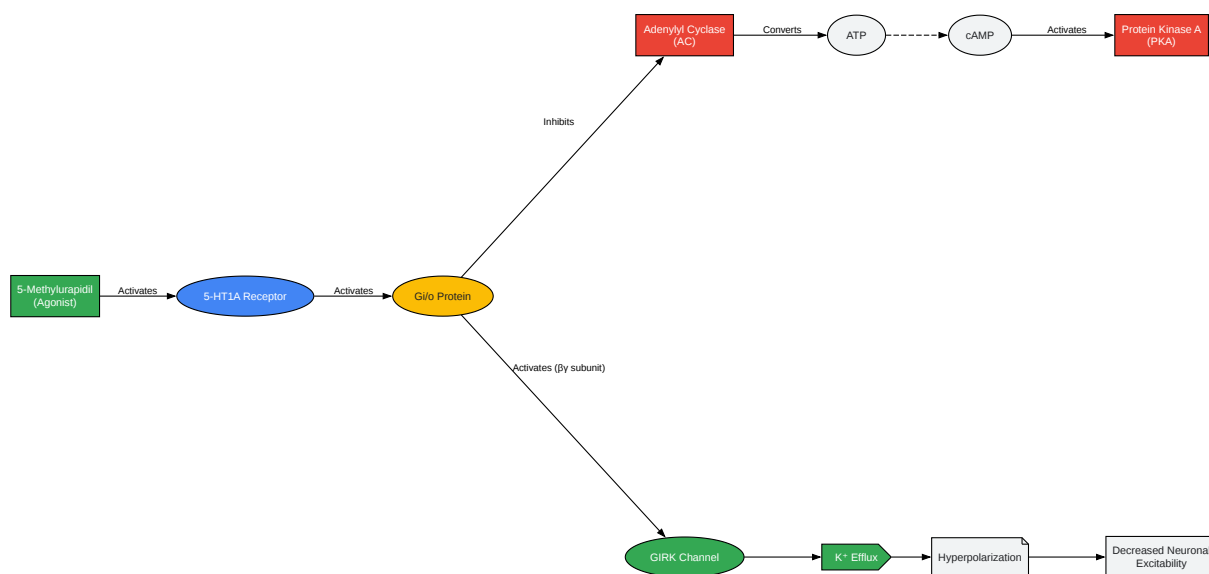 Adenylyl Cyclase
(AC)
Converts
ATP
cAMP
Activates
Protein Kinase A
(PKA)
Inhibits
5-Methylurapidil
(Agonist)
Activates
5-HT1A Receptor
Activates
Gi/o Protein
Activates (βγ subunit)
GIRK Channel
K⁺ Efflux
Hyperpolarization
Decreased Neurona
Excitability